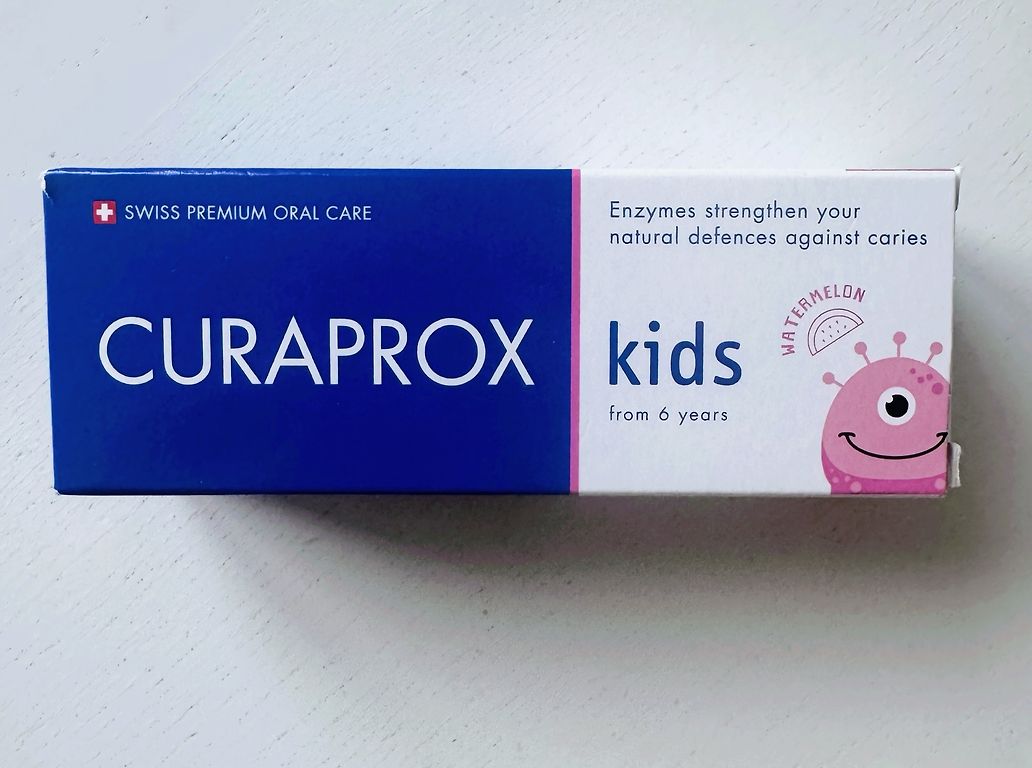 SWISS PREMIUM ORAL CARE
CURAPROX
Enzymes strengthen your
natural defences against caries
WATERMELON
kids
from 6 years